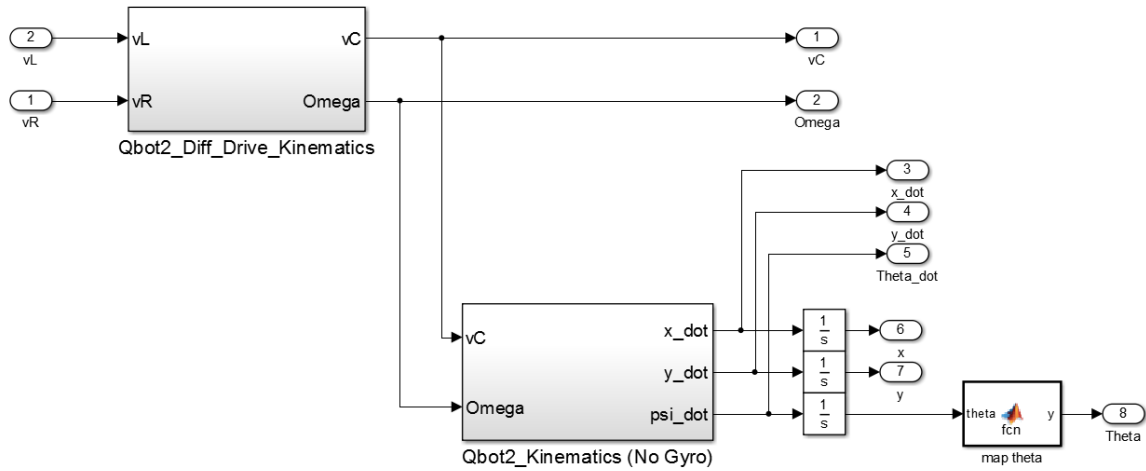 2
vL
1
vR
vL
vR
vC
Omega
Qbot2_Diff_Drive_Kinematics
1
vC
2
Omega
3
x_dot
4
y_dot
5
Theta_dot
vC
Omega
x_dot
y_dot
psi_dot
Qbot2_Kinematics (No Gyro)
1
s
1
s
1
s
6
x
7
y
theta
fcn
y
map theta
8
Theta